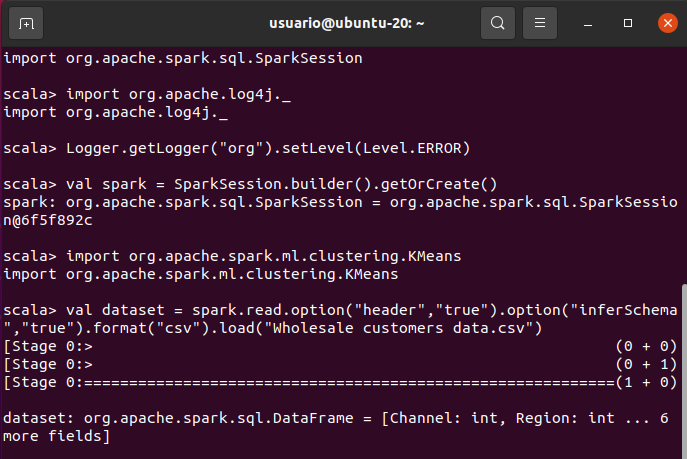 usuario@ubuntu-20: ~
import org.apache.spark.sql.SparkSession
scala> import org.apache.log4j._
import org.apache.log4j._
scala> Logger.getLogger("org").setLevel(Level.ERROR)
scala> val spark = SparkSession.builder().getOrCreate()
spark: org.apache.spark.sql.SparkSession = org.apache.spark.sql.SparkSessio
n@6f5f892c
scala> import org.apache.spark.ml.clustering.KMeans
import org.apache.spark.ml.clustering.KMeans
scala> val dataset = spark.read.option("header","true").option("inferSchema
","true").format("csv").load("Wholesale customers data.csv")
[Stage 0:>                                                          (0 + 0)
[Stage 0:>                                                          (0 + 1)
[Stage 0:===========================================================(1 + 0)
dataset: org.apache.spark.sql.DataFrame = [Channel: int, Region: int ... 6
more fields]